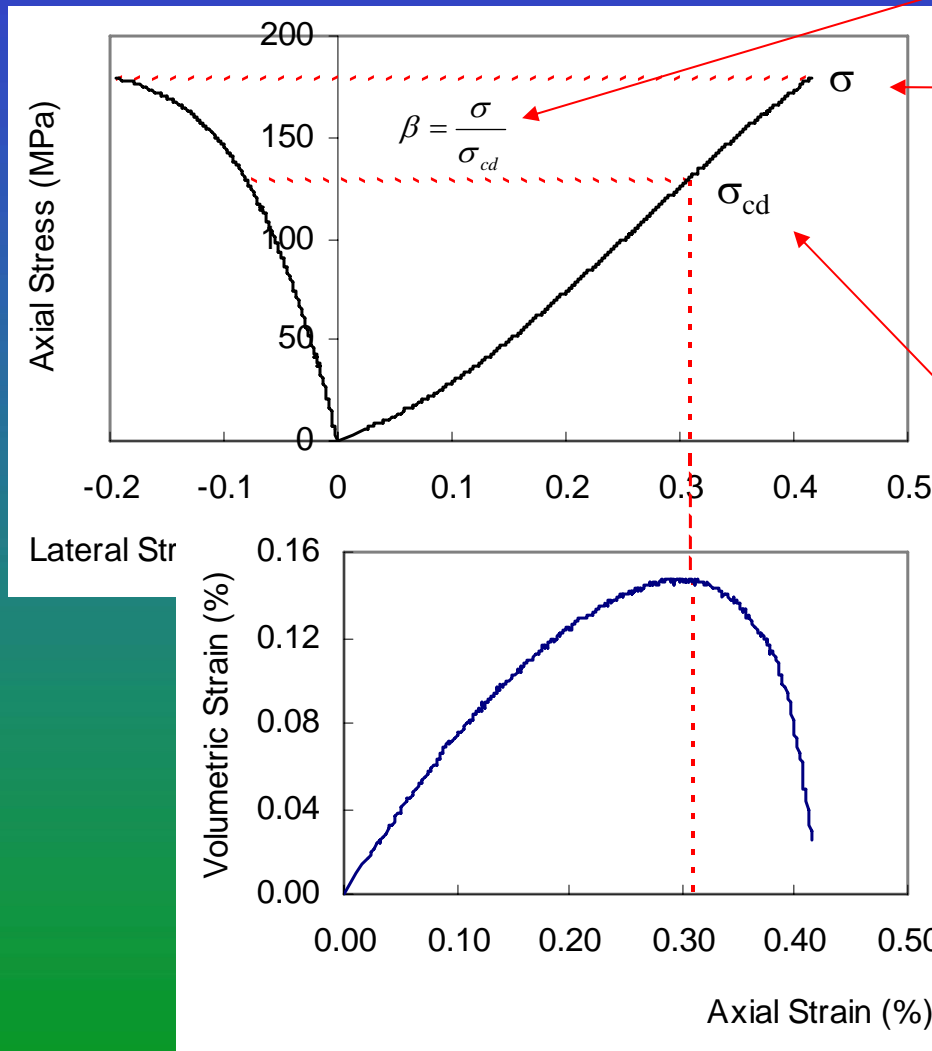 200
150
100
50
0
Axial Stress (MPa)
β = σ / σcd
σ
σcd
-0.2 -0.1 0 0.1 0.2 0.3 0.4 0.5
Lateral Str
0.16
0.12
0.08
0.04
0.00
Volumetric Strain (%)
0.00 0.10 0.20 0.30 0.40 0.50
Axial Strain (%)